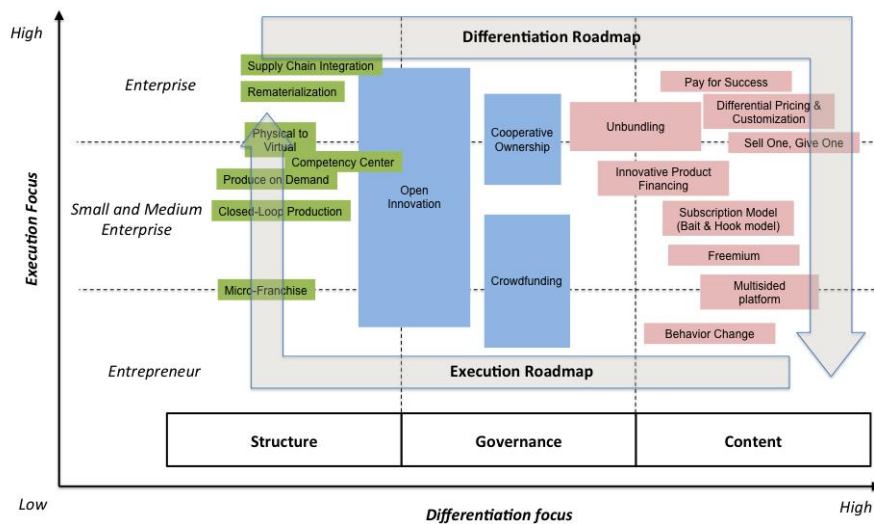 High
Differentiation Roadmap
Enterprise
Supply Chain Integration
Rematerialization
Pay for Success
Differential Pricing &
Customization
Physical to
Virtual
Cooperative
Ownership
Unbundling
Sell One, Give One
Competency Center
Produce on Demand
Open
Innovation
Innovative Product
Financing
Execution Focus
Small and Medium
Enterprise
Closed-Loop Production
Subscription Model
(Bait & Hook model)
Freemium
Crowdfunding
Micro-Franchise
Multisided
platform
Behavior Change
Entrepreneur
Execution Roadmap
Structure
Governance
Content
Low
Differentiation focus
High